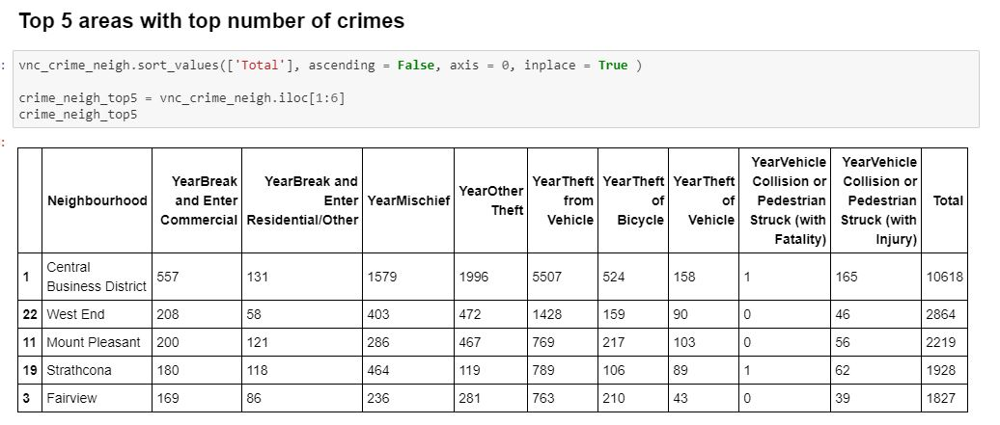 Top 5 areas with top number of crimes
: vnc_crime_neigh.sort_values(['Total'], ascending = False, axis = 0, inplace = True )
crime_neigh_top5 = vnc_crime_neigh.iloc[1:6]
crime_neigh_top5
:
Neighbourhood YearBreak and Enter Commercial YearBreak and Enter Residential/Other YearMischief YearOther Theft YearTheft from Vehicle YearTheft of Bicycle YearTheft of Vehicle YearVehicle Collision or Pedestrian Struck (with Fatality) YearVehicle Collision or Pedestrian Struck (with Injury) Total
1 Central Business District 557 131 1579 1996 5507 524 158 1 165 10618
22 West End 208 58 403 472 1428 159 90 0 46 2864
11 Mount Pleasant 200 121 286 467 769 217 103 0 56 2219
19 Strathcona 180 118 464 119 789 106 89 1 62 1928
3 Fairview 169 86 236 281 763 210 43 0 39 1827